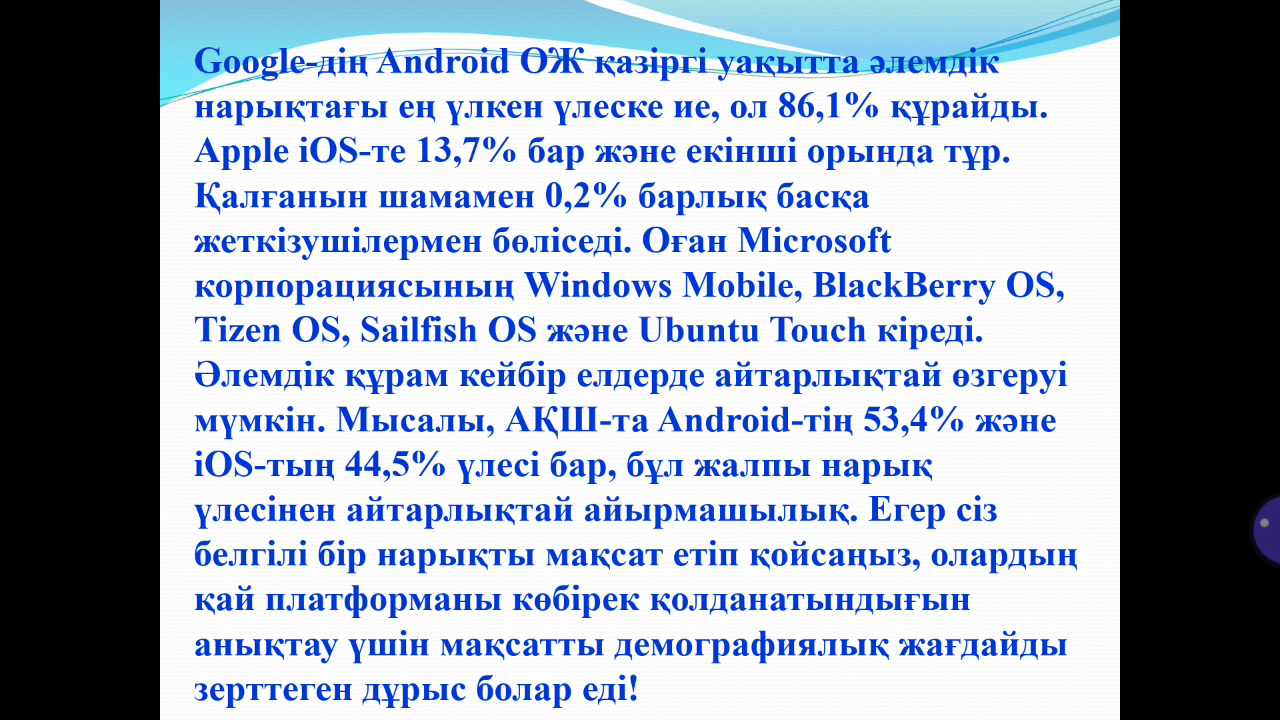 Google-дің Android ОЖ қазіргі уақытта әлемдік
нарықтағы ең үлкен үлеске ие, ол 86,1% құрайды.
Apple iOS-те 13,7% бар және екінші орында тұр.
Қалғанын шамамен 0,2% барлық басқа
жеткізушілермен бөліседі. Оған Microsoft
корпорациясының Windows Mobile, BlackBerry OS,
Tizen OS, Sailfish OS және Ubuntu Touch кіреді.
Әлемдік құрам кейбір елдерде айтарлықтай өзгеруі
мүмкін. Мысалы, АҚШ-та Android-тің 53,4% және
iOS-тың 44,5% үлесі бар, бұл жалпы нарық
үлесінен айтарлықтай айырмашылық. Егер сіз
белгілі бір нарықты мақсат етіп қойсаңыз, олардың
қай платформаны көбірек қолданатындығын
анықтау үшін мақсатты демографиялық жағдайды
зерттеген дұрыс болар еді!